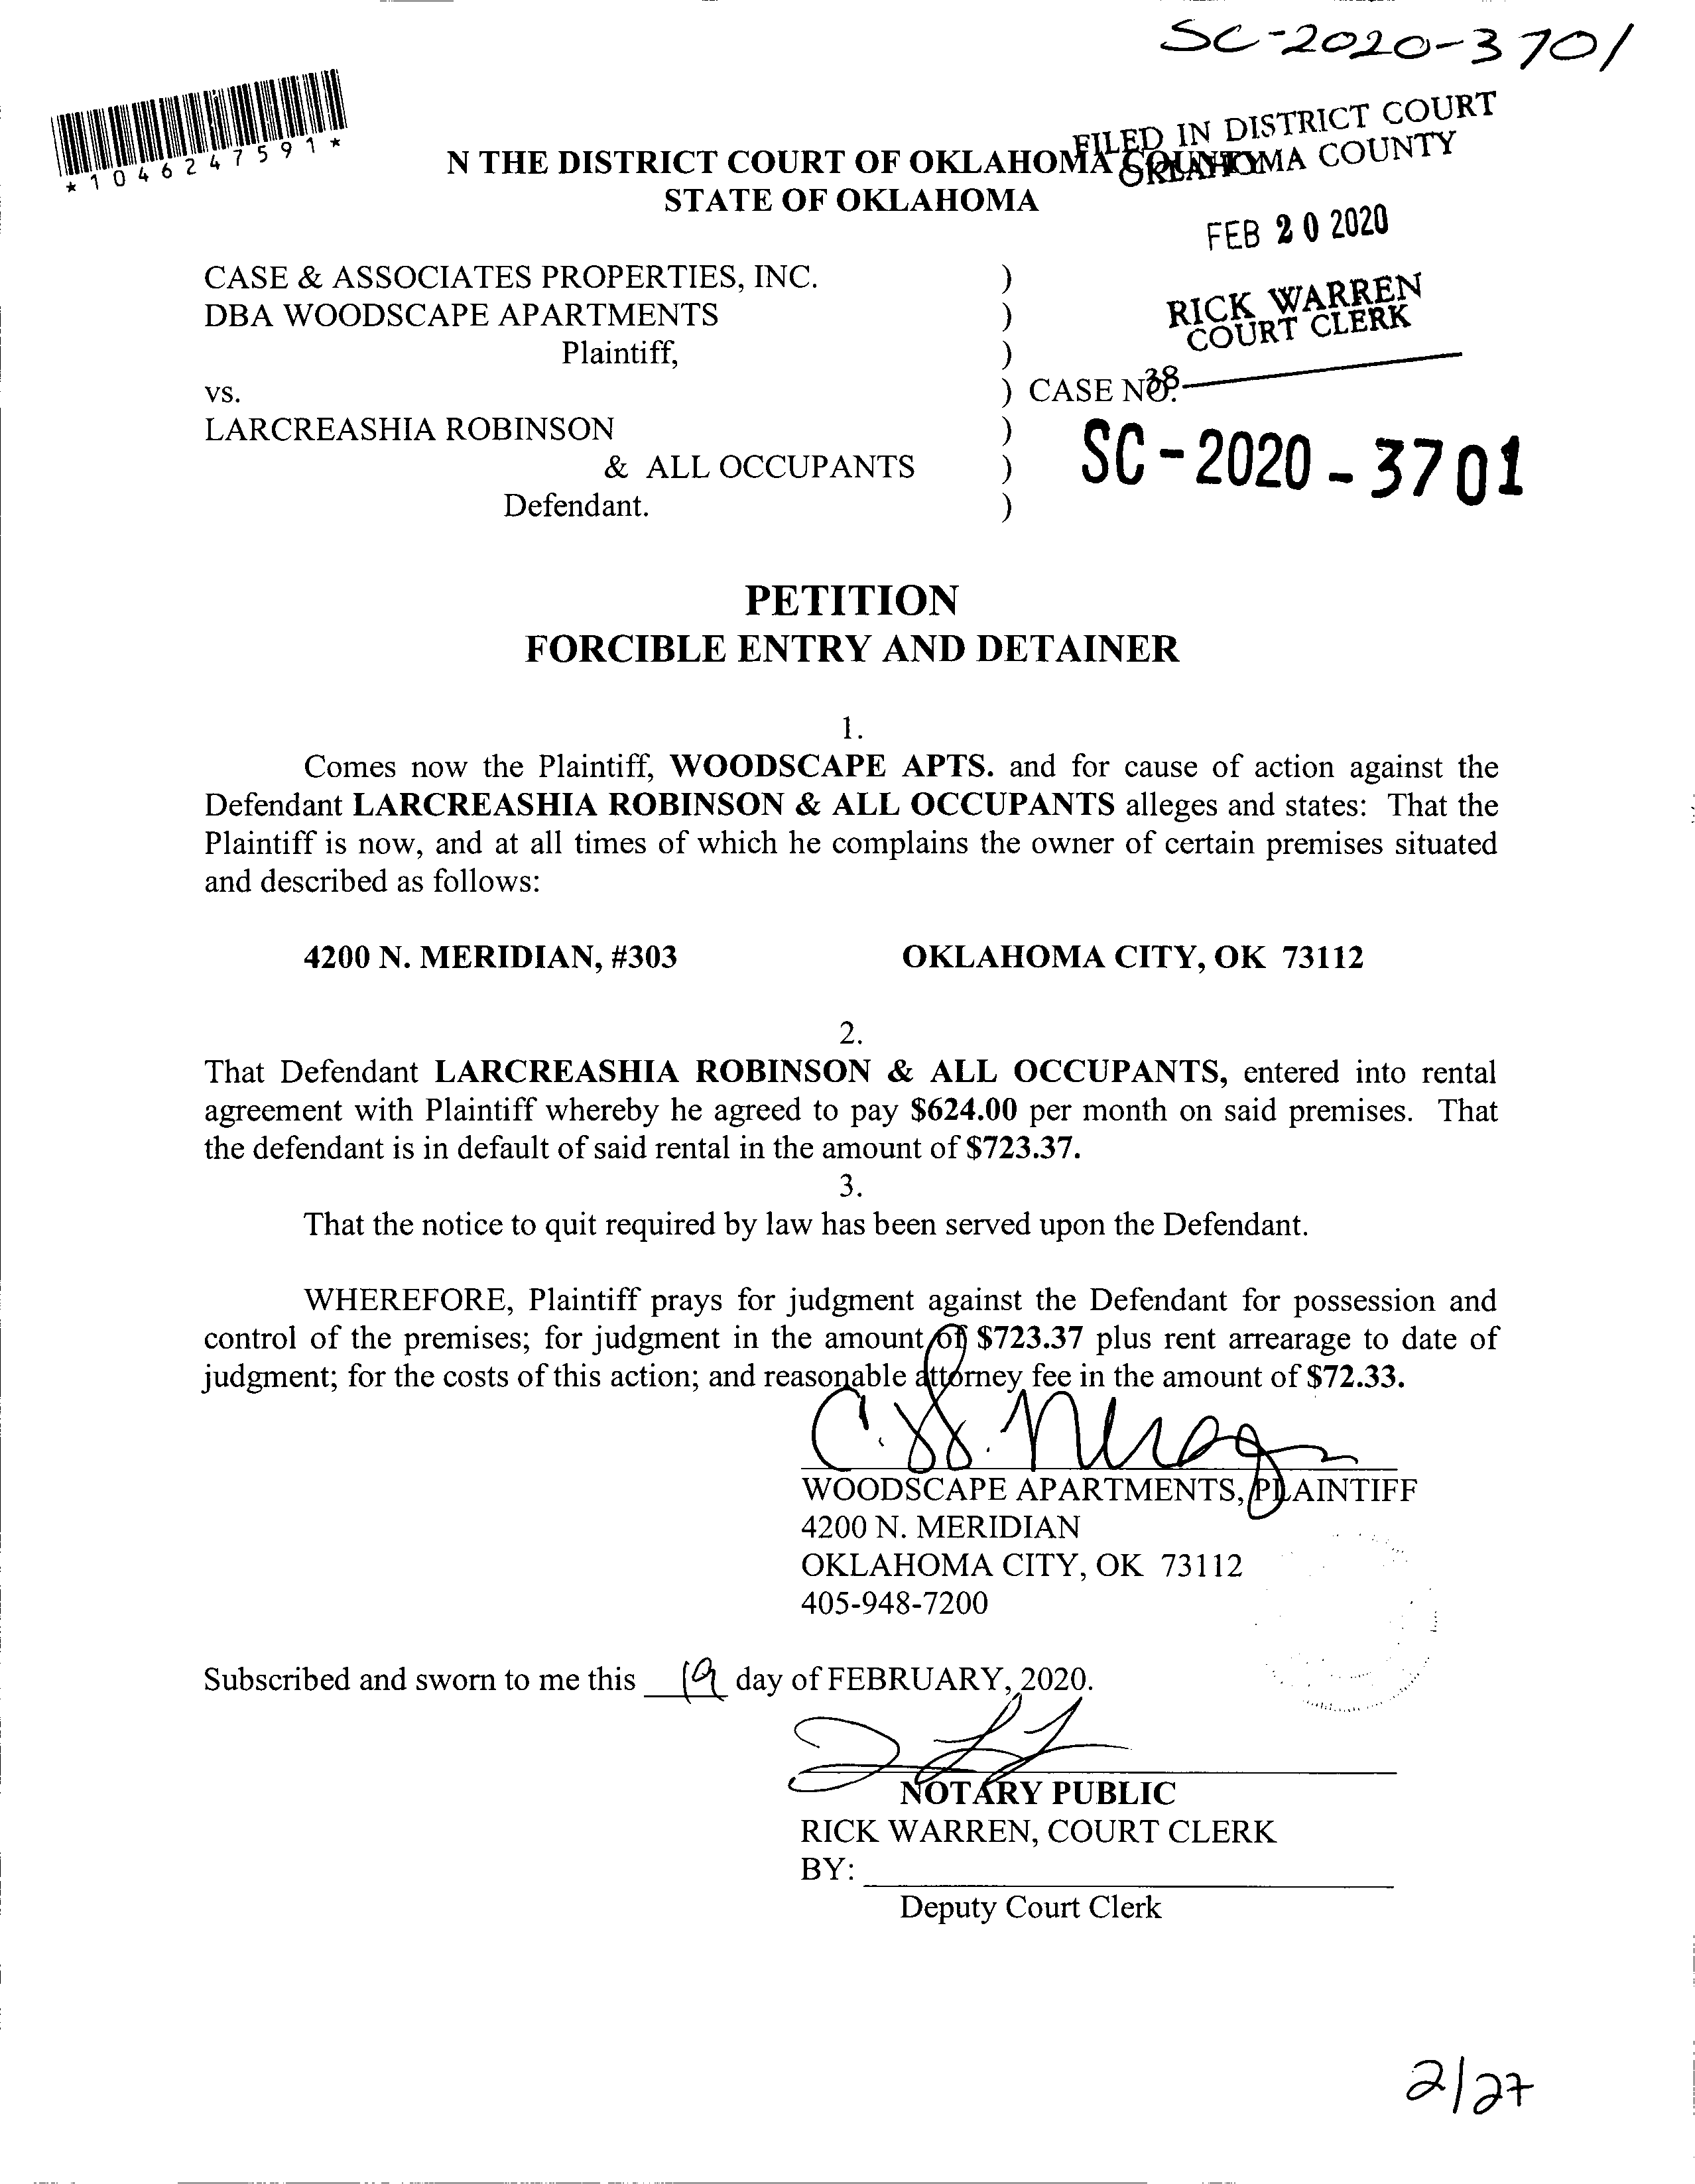 SC-2020-3701
*1046247591*
FILED IN DISTRICT COURT
OKLAHOMA COUNTY
N THE DISTRICT COURT OF OKLAHOMA COUNTY
STATE OF OKLAHOMA
FEB 20 2020
CASE & ASSOCIATES PROPERTIES, INC. )
DBA WOODSCAPE APARTMENTS )
RICK WARREN
COURT CLERK
Plaintiff, )
38
vs. ) CASE NO.
LARCREASHIA ROBINSON )
& ALL OCCUPANTS ) SC-2020-3701
Defendant. )
PETITION
FORCIBLE ENTRY AND DETAINER
1.
Comes now the Plaintiff, WOODSCAPE APTS. and for cause of action against the
Defendant LARCREASHIA ROBINSON & ALL OCCUPANTS alleges and states: That the
Plaintiff is now, and at all times of which he complains the owner of certain premises situated
and described as follows:
4200 N. MERIDIAN, #303 OKLAHOMA CITY, OK 73112
2.
That Defendant LARCREASHIA ROBINSON & ALL OCCUPANTS, entered into rental
agreement with Plaintiff whereby he agreed to pay $624.00 per month on said premises. That
the defendant is in default of said rental in the amount of $723.37.
3.
That the notice to quit required by law has been served upon the Defendant.
WHEREFORE, Plaintiff prays for judgment against the Defendant for possession and
control of the premises; for judgment in the amount of $723.37 plus rent arrearage to date of
judgment; for the costs of this action; and reasonable attorney fee in the amount of $72.33.
WOODSCAPE APARTMENTS, PLAINTIFF
4200 N. MERIDIAN
OKLAHOMA CITY, OK 73112
405-948-7200
Subscribed and sworn to me this 19 day of FEBRUARY, 2020.
NOTARY PUBLIC
RICK WARREN, COURT CLERK
BY:
Deputy Court Clerk
2/27